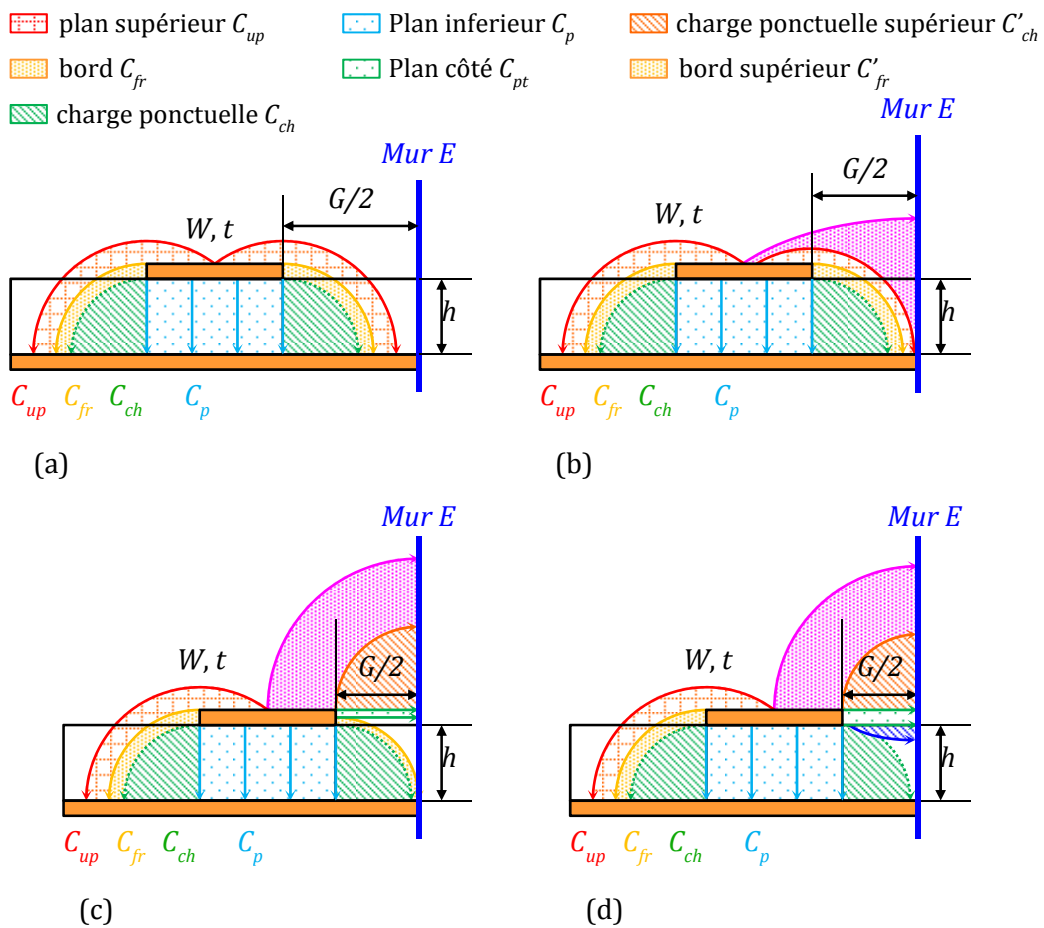 plan supérieur C_up
Plan inferieur C_p
charge ponctuelle supérieur C'_ch
bord C_fr
Plan côté C_pt
bord supérieur C'_fr
charge ponctuelle C_ch
Mur E
Mur E
G/2
G/2
W, t
W, t
h
h
C_up C_fr C_ch C_p
C_up C_fr C_ch C_p
(a)
(b)
Mur E
Mur E
W, t
G/2
W, t
G/2
h
h
C_up C_fr C_ch C_p
C_up C_fr C_ch C_p
(c)
(d)